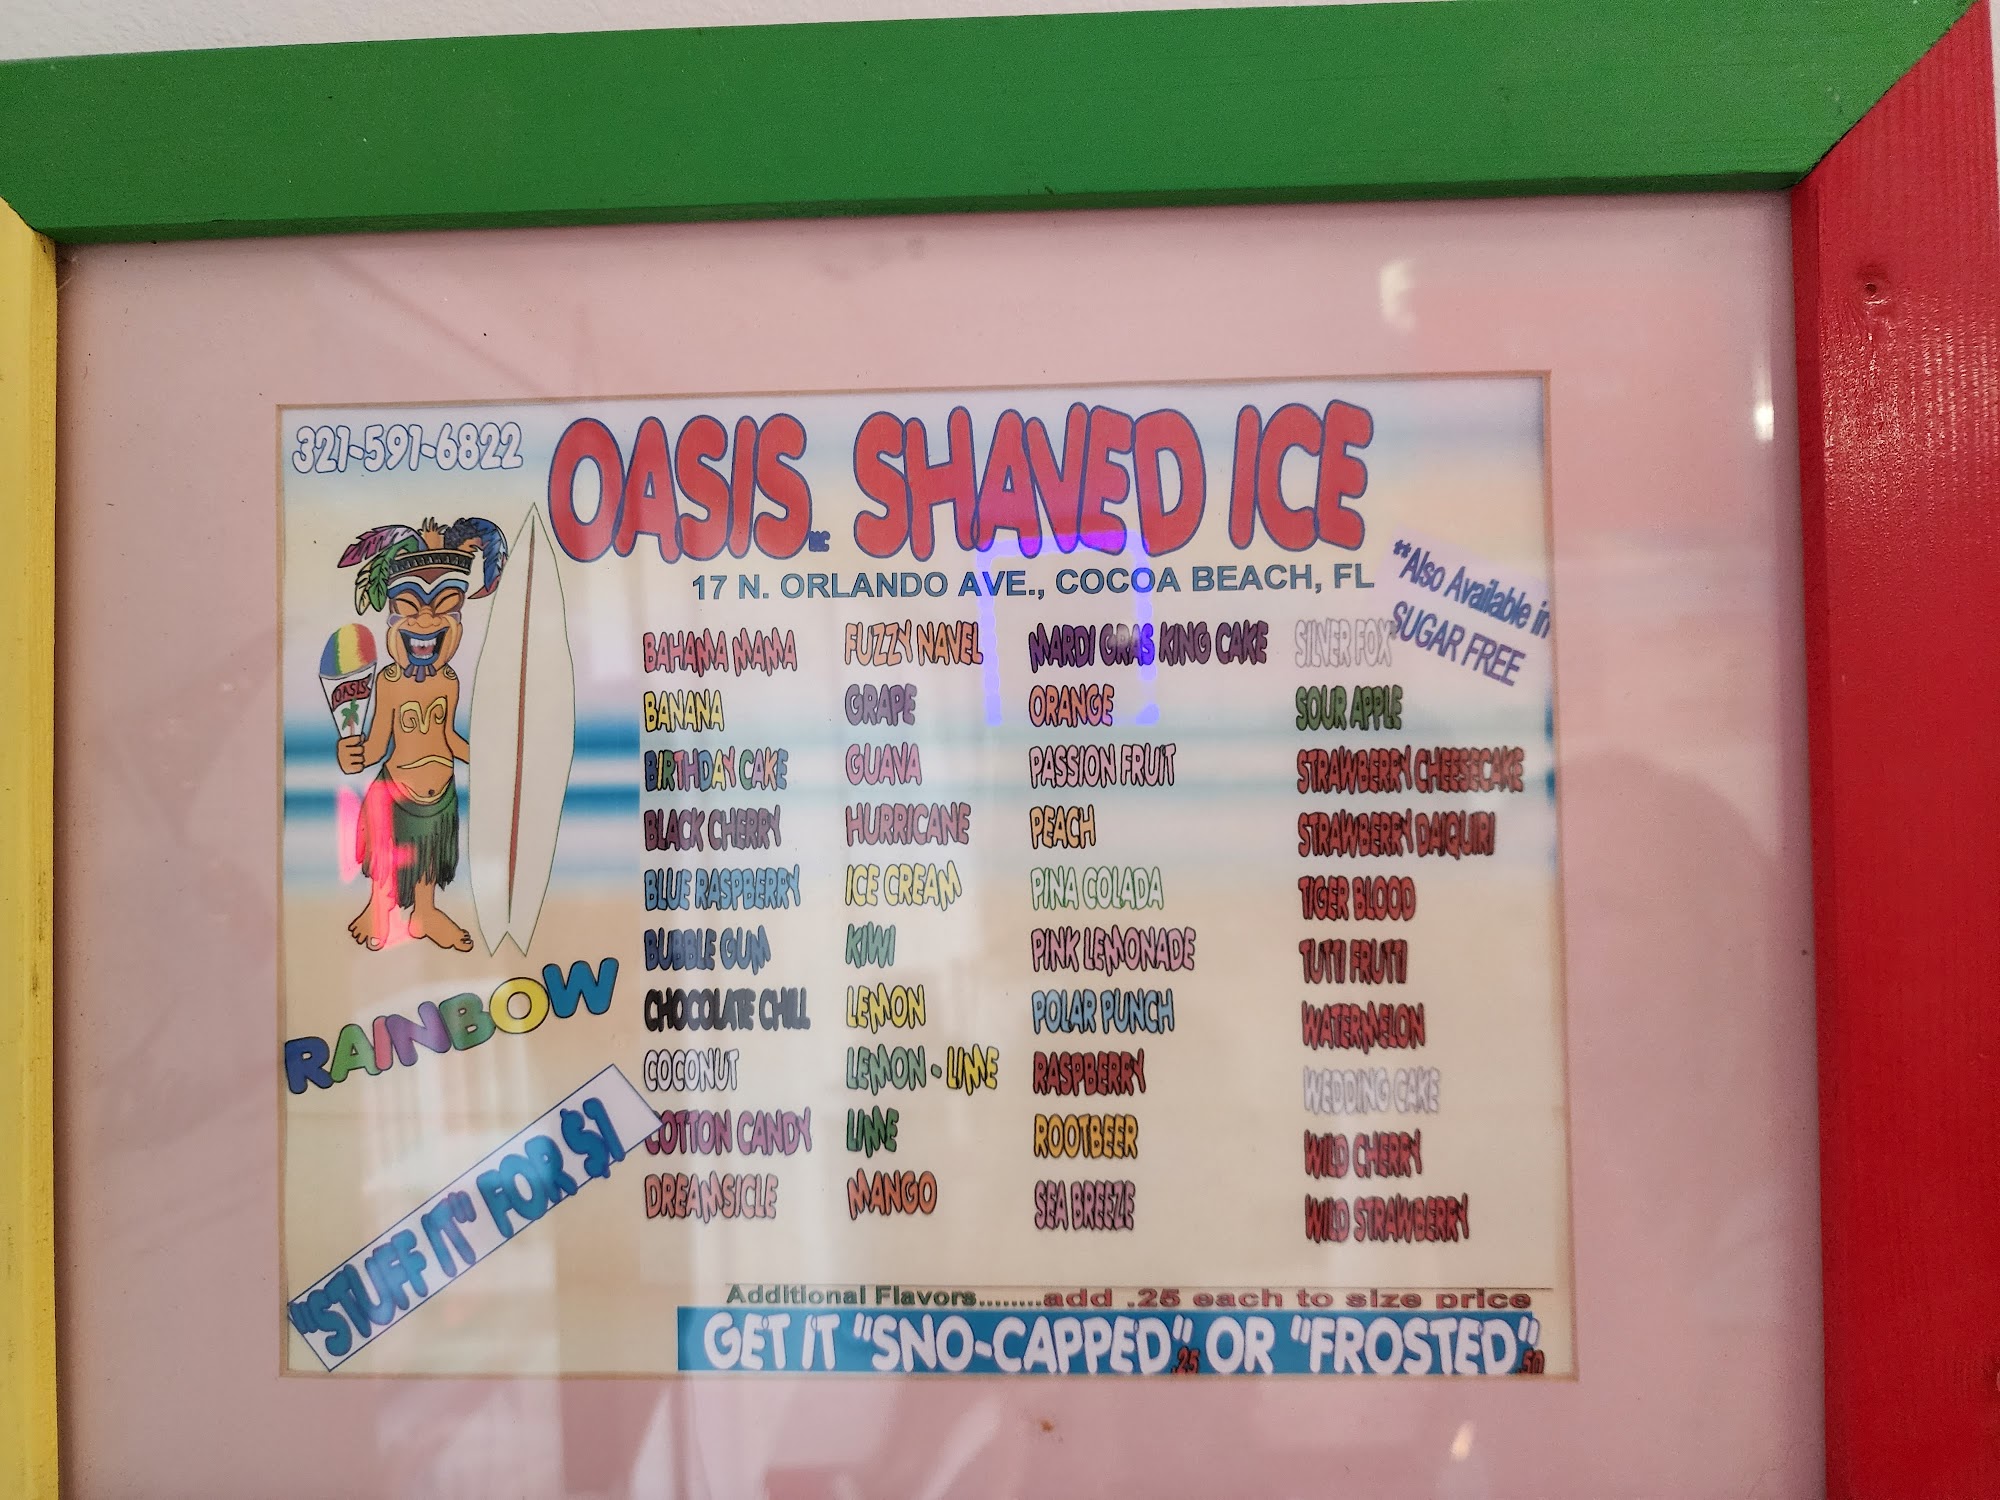 321-591-6822
OASIS INC SHAVED ICE
17 N. ORLANDO AVE., COCOA BEACH, FL
**Also Available in
SUGAR FREE
OASIS
RAINBOW
"STUFF IT" FOR $1
BAHAMA MAMA
BANANA
BIRTHDAY CAKE
BLACK CHERRY
BLUE RASPBERRY
BUBBLE GUM
CHOCOLATE CHILL
COCONUT
COTTON CANDY
DREAMSICLE
FUZZY NAVEL
GRAPE
GUAVA
HURRICANE
ICE CREAM
KIWI
LEMON
LEMON - LIME
LIME
MANGO
MARDI GRAS KING CAKE
ORANGE
PASSION FRUIT
PEACH
PINA COLADA
PINK LEMONADE
POLAR PUNCH
RASPBERRY
ROOTBEER
SEA BREEZE
SILVER FOX
SOUR APPLE
STRAWBERRY CHEESECAKE
STRAWBERRY DAIQUIRI
TIGER BLOOD
TUTTI FRUTTI
WATERMELON
WEDDING CAKE
WILD CHERRY
WILD STRAWBERRY
Additional Flavors........add .25 each to size price
GET IT "SNO-CAPPED" .25 OR "FROSTED" .50